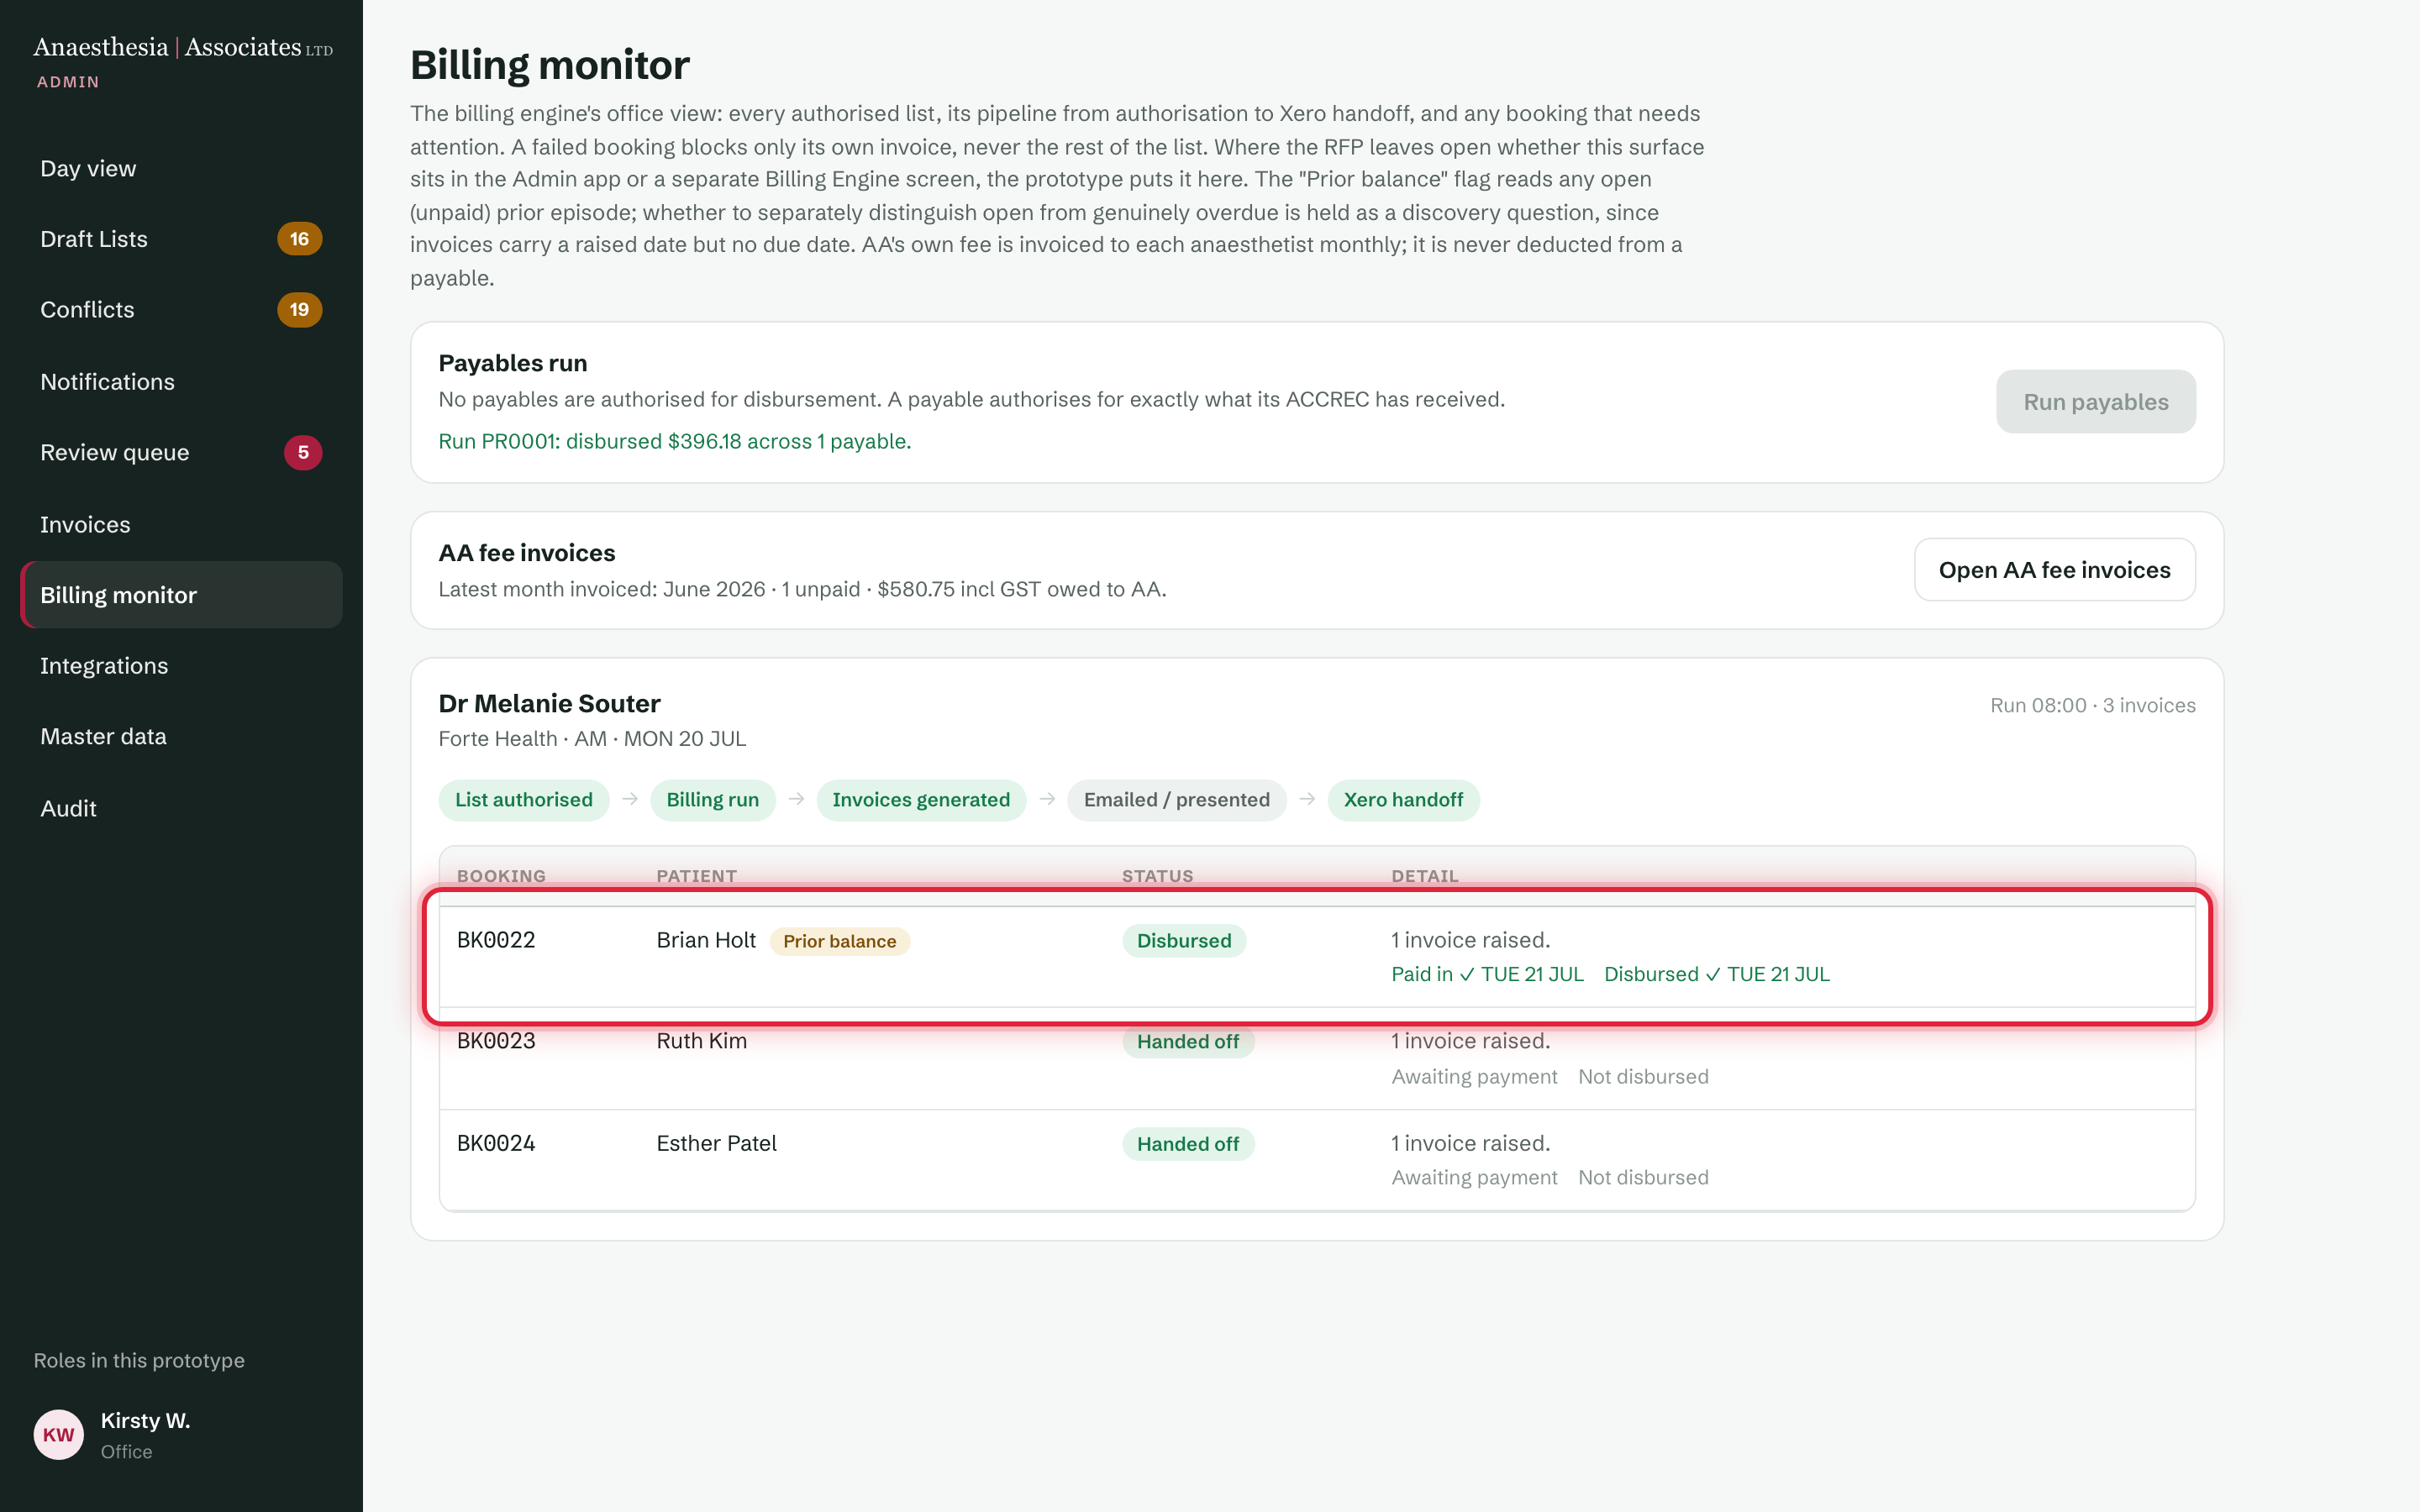 Anaesthesia | Associates LTD
ADMIN
Day view
Draft Lists 16
Conflicts 19
Notifications
Review queue 5
Invoices
Billing monitor
Integrations
Master data
Audit
Roles in this prototype
KW
Kirsty W.
Office
Billing monitor
The billing engine's office view: every authorised list, its pipeline from authorisation to Xero handoff, and any booking that needs
attention. A failed booking blocks only its own invoice, never the rest of the list. Where the RFP leaves open whether this surface
sits in the Admin app or a separate Billing Engine screen, the prototype puts it here. The "Prior balance" flag reads any open
(unpaid) prior episode; whether to separately distinguish open from genuinely overdue is held as a discovery question, since
invoices carry a raised date but no due date. AA's own fee is invoiced to each anaesthetist monthly; it is never deducted from a
payable.
Payables run
No payables are authorised for disbursement. A payable authorises for exactly what its ACCREC has received.
Run PR0001: disbursed $396.18 across 1 payable.
Run payables
AA fee invoices
Latest month invoiced: June 2026 · 1 unpaid · $580.75 incl GST owed to AA.
Open AA fee invoices
Dr Melanie Souter
Run 08:00 · 3 invoices
Forte Health · AM · MON 20 JUL
List authorised → Billing run → Invoices generated → Emailed / presented → Xero handoff
BOOKING PATIENT STATUS DETAIL
BK0022 Brian Holt Prior balance Disbursed 1 invoice raised.
Paid in ✓ TUE 21 JUL Disbursed ✓ TUE 21 JUL
BK0023 Ruth Kim Handed off 1 invoice raised.
Awaiting payment Not disbursed
BK0024 Esther Patel Handed off 1 invoice raised.
Awaiting payment Not disbursed